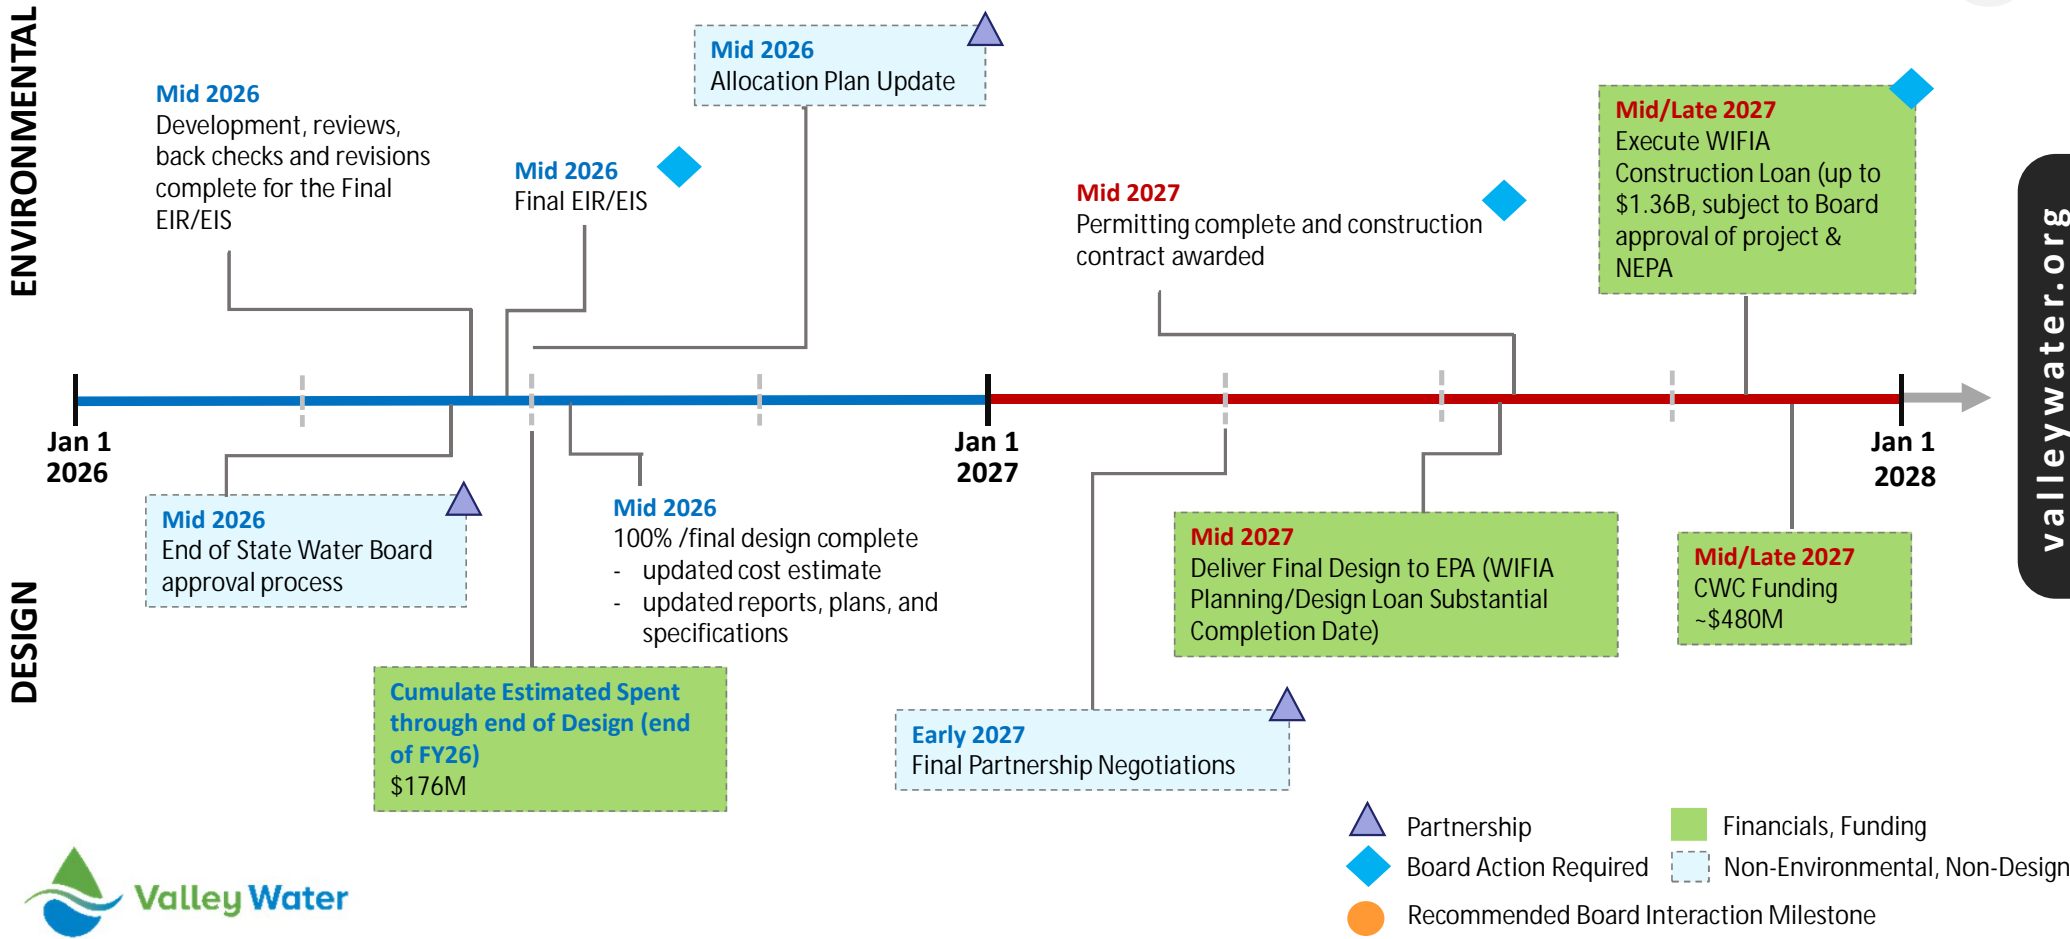 ENVIRONMENTAL
Mid 2026
Development, reviews,
back checks and revisions
complete for the Final
EIR/EIS
Mid 2026
Final EIR/EIS
Mid 2026
Allocation Plan Update
Mid 2027
Permitting complete and construction
contract awarded
Mid/Late 2027
Execute WIFIA
Construction Loan (up to
$1.36B, subject to Board
approval of project &
NEPA
valleywater.org
Jan 1
2026
Jan 1
2027
Jan 1
2028
DESIGN
Mid 2026
End of State Water Board
approval process
Mid 2026
100% /final design complete
- updated cost estimate
- updated reports, plans, and
specifications
Cumulate Estimated Spent
through end of Design (end
of FY26)
$176M
Early 2027
Final Partnership Negotiations
Mid 2027
Deliver Final Design to EPA (WIFIA
Planning/Design Loan Substantial
Completion Date)
Mid/Late 2027
CWC Funding
~$480M
Partnership
Financials, Funding
Board Action Required
Non-Environmental, Non-Design
Recommended Board Interaction Milestone
Valley Water